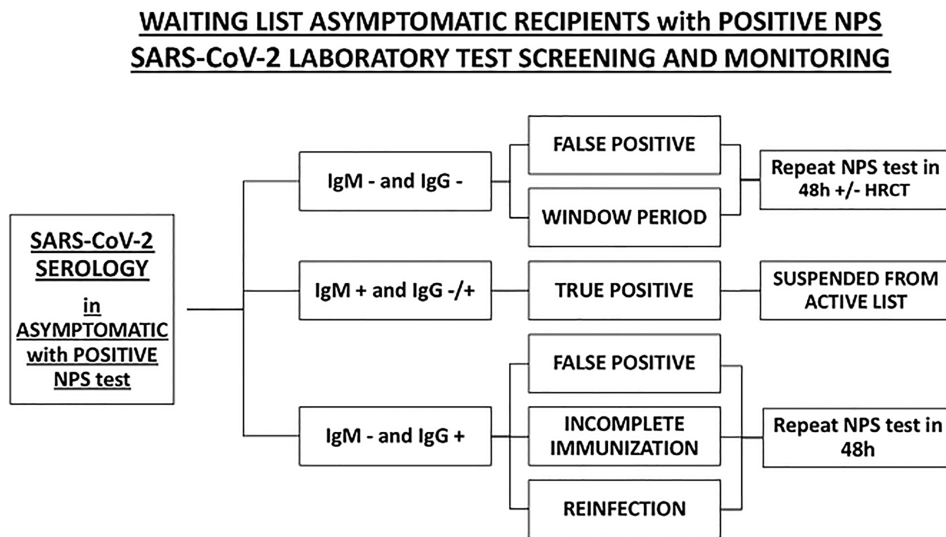 WAITING LIST ASYMPTOMATIC RECIPIENTS with POSITIVE NPS
SARS-CoV-2 LABORATORY TEST SCREENING AND MONITORING
SARS-CoV-2
SEROLOGY
in
ASYMPTOMATIC
with POSITIVE
NPS test
IgM - and IgG -
FALSE POSITIVE
WINDOW PERIOD
Repeat NPS test in
48h +/- HRCT
IgM + and IgG -/+
TRUE POSITIVE
SUSPENDED FROM
ACTIVE LIST
IgM - and IgG +
FALSE POSITIVE
INCOMPLETE
IMMUNIZATION
REINFECTION
Repeat NPS test in
48h